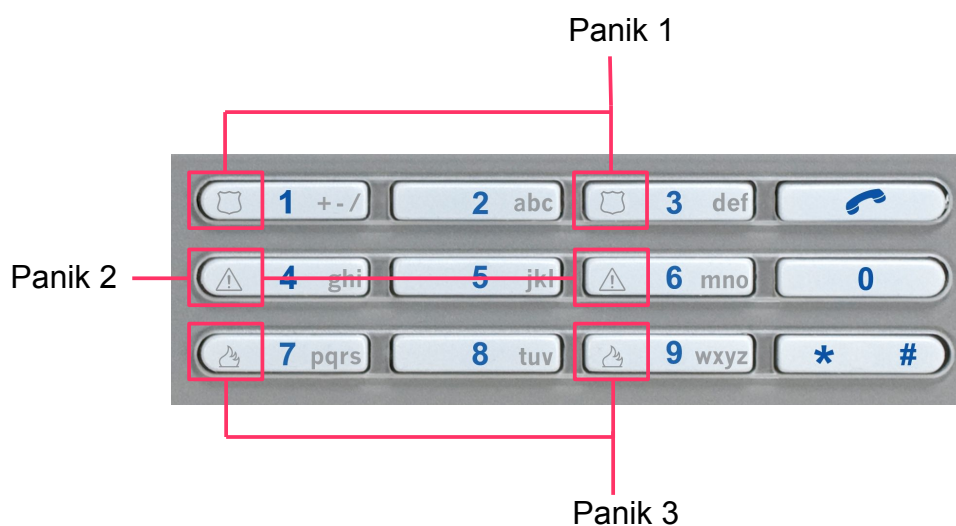 Panik 1
1 +-/ 2 abc 3 def
Panik 2
4 ghi 5 jkl 6 mno 0
7 pqrs 8 tuv 9 wxyz * #
Panik 3